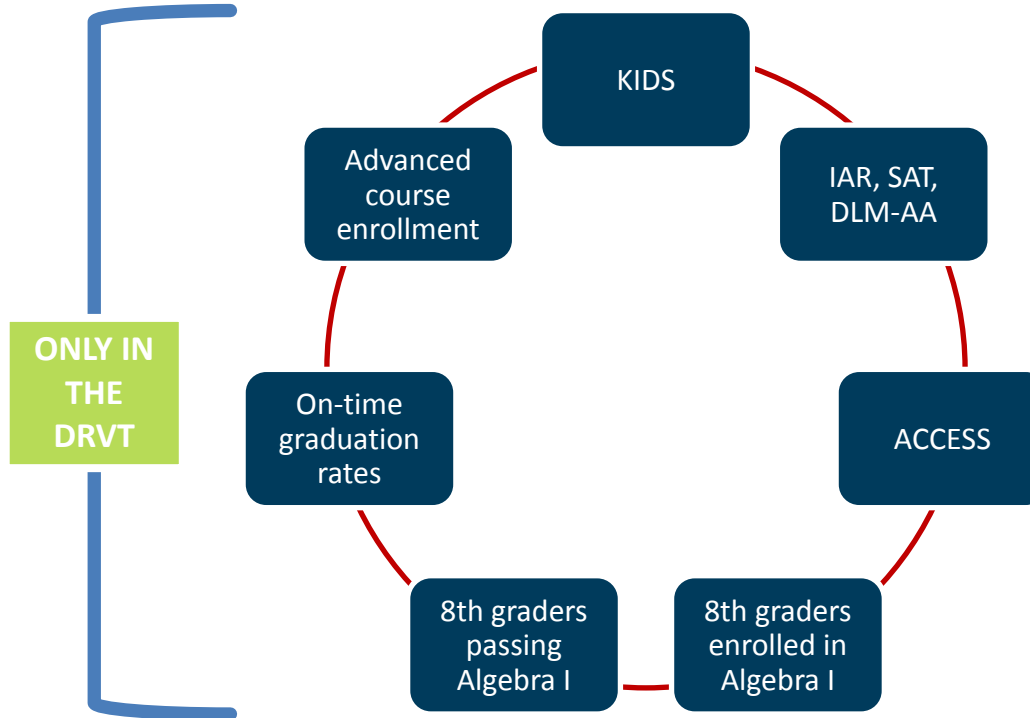 KIDS
IAR, SAT,
DLM-AA
ACCESS
8th graders
enrolled in
Algebra I
8th graders
passing
Algebra I
On-time
graduation
rates
Advanced
course
enrollment
ONLY IN
THE
DRVT